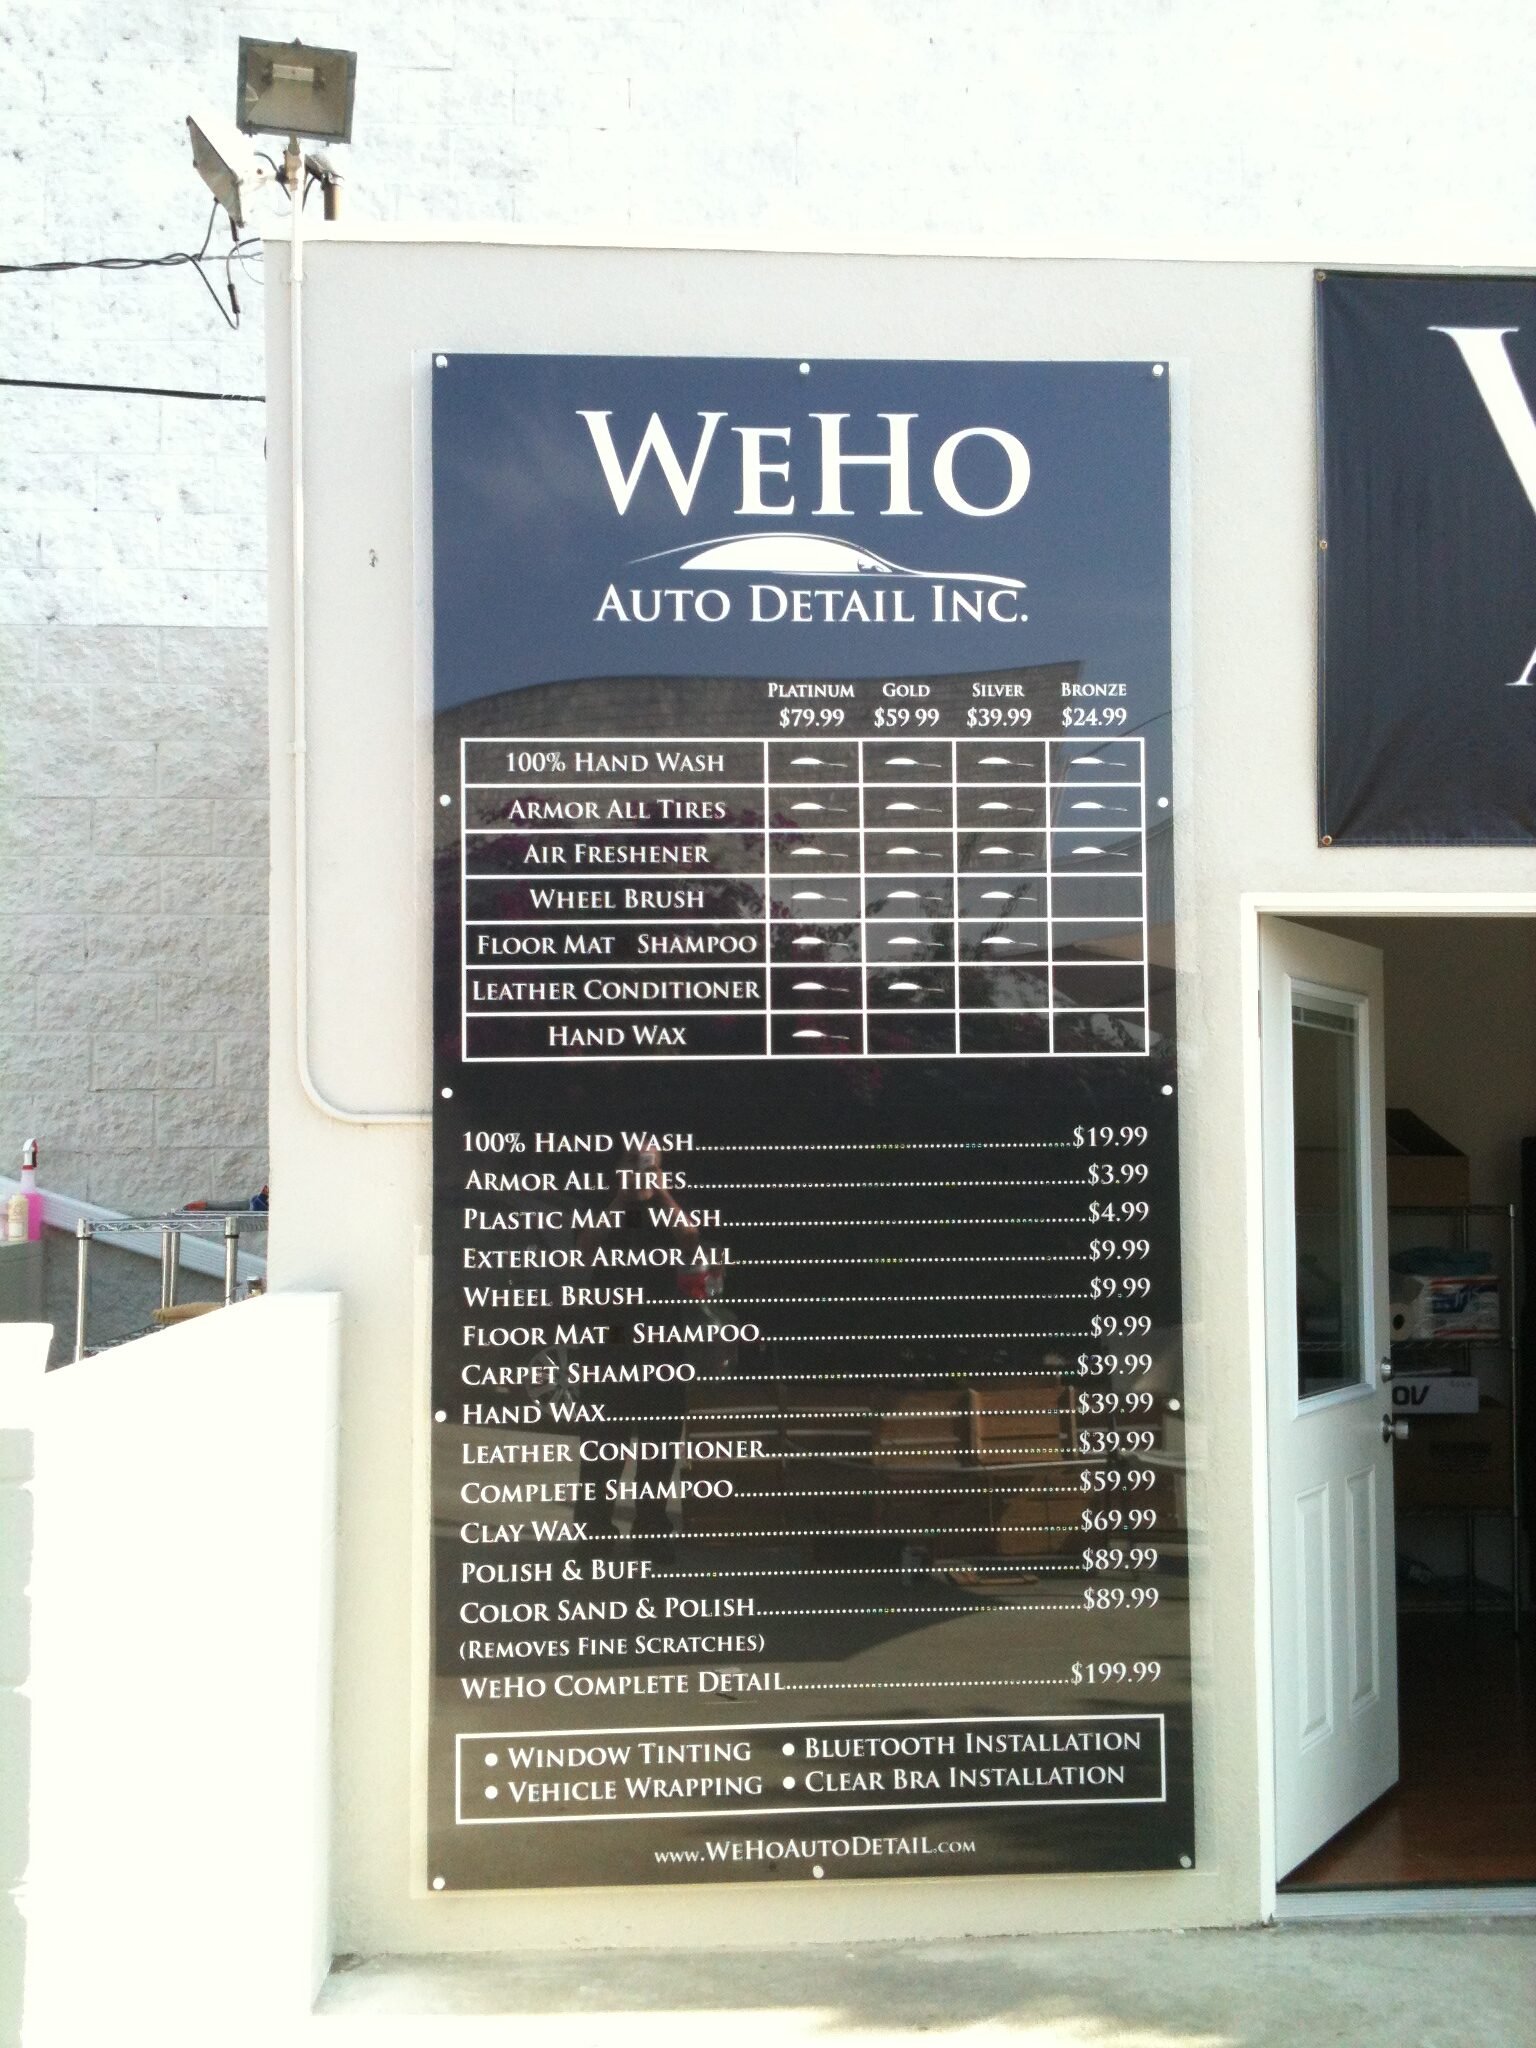 WeHo
Auto Detail Inc.
Platinum Gold Silver Bronze
$79.99 $59 99 $39.99 $24.99
100% Hand Wash
Armor All Tires
Air Freshener
Wheel Brush
Floor Mat Shampoo
Leather Conditioner
Hand Wax
100% Hand Wash........$19.99
Armor All Tires........$3.99
Plastic Mat Wash........$4.99
Exterior Armor All........$9.99
Wheel Brush........$9.99
Floor Mat Shampoo........$9.99
Carpet Shampoo........$39.99
Hand Wax........$39.99
Leather Conditioner........$39.99
Complete Shampoo........$59.99
Clay Wax........$69.99
Polish & Buff........$89.99
Color Sand & Polish........$89.99
(Removes Fine Scratches)
WeHo Complete Detail........$199.99
• Window Tinting • Bluetooth Installation
• Vehicle Wrapping • Clear Bra Installation
www.WeHoAutoDetail.com